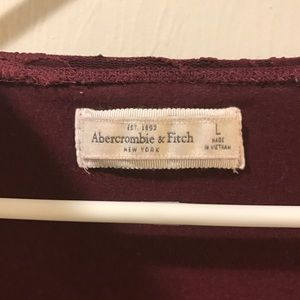 EST. 1892
Abercrombie & Fitch
NEW YORK
L
MADE
IN VIETNAM